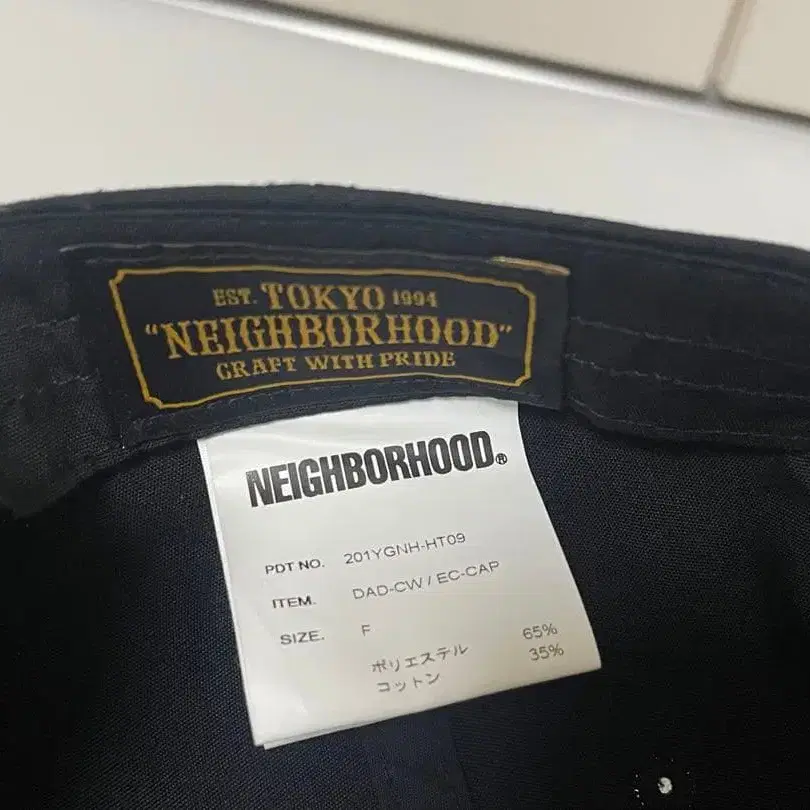 EST. TOKYO 1994
"NEIGHBORHOOD"
CRAFT WITH PRIDE
NEIGHBORHOOD®
PDT NO. 201YGNH-HT09
ITEM. DAD-CW / EC-CAP
SIZE. F
ポリエステル 65%
コットン 35%